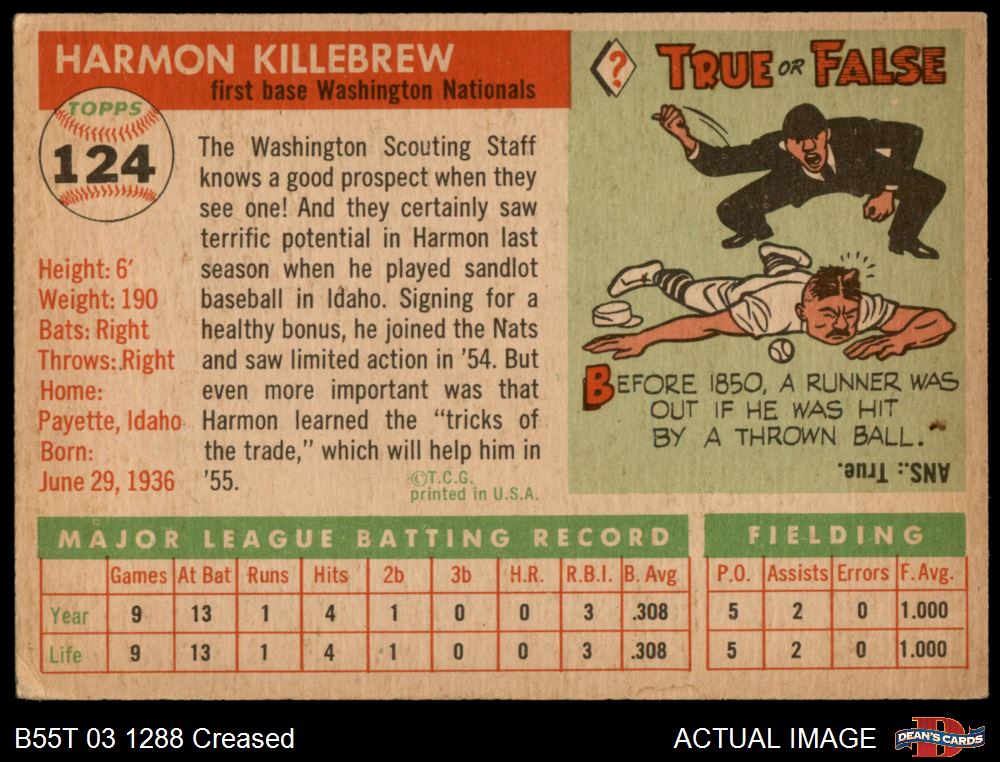 HARMON KILLEBREW
first base Washington Nationals
TOPPS
124
Height: 6'
Weight: 190
Bats: Right
Throws: Right
Home:
Payette, Idaho
Born:
June 29, 1936
The Washington Scouting Staff
knows a good prospect when they
see one! And they certainly saw
terrific potential in Harmon last
season when he played sandlot
baseball in Idaho. Signing for a
healthy bonus, he joined the Nats
and saw limited action in '54. But
even more important was that
Harmon learned the "tricks of
the trade," which will help him in
'55.
©T.C.G.
printed in U.S.A.
?
TRUE OR FALSE
BEFORE 1850, A RUNNER WAS
OUT IF HE WAS HIT
BY A THROWN BALL.
ANS.: True.
MAJOR LEAGUE BATTING RECORD
Games At Bat Runs Hits 2b 3b H.R. R.B.I. B. Avg
Year 9 13 1 4 1 0 0 3 .308
Life 9 13 1 4 1 0 0 3 .308
FIELDING
P.O. Assists Errors F. Avg.
5 2 0 1.000
5 2 0 1.000
B55T 03 1288 Creased
ACTUAL IMAGE
D
DEAN'S CARDS